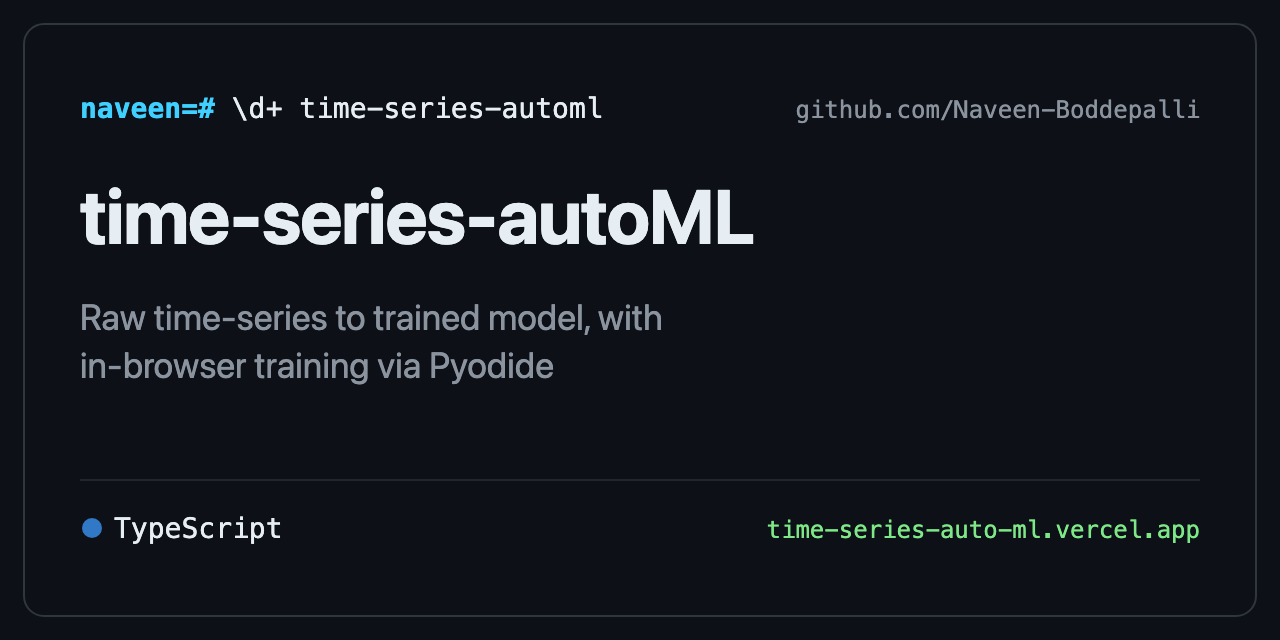 naveen=# \d+ time-series-automl
github.com/Naveen-Boddepalli
time-series-autoML
Raw time-series to trained model, with
in-browser training via Pyodide
TypeScript
time-series-auto-ml.vercel.app